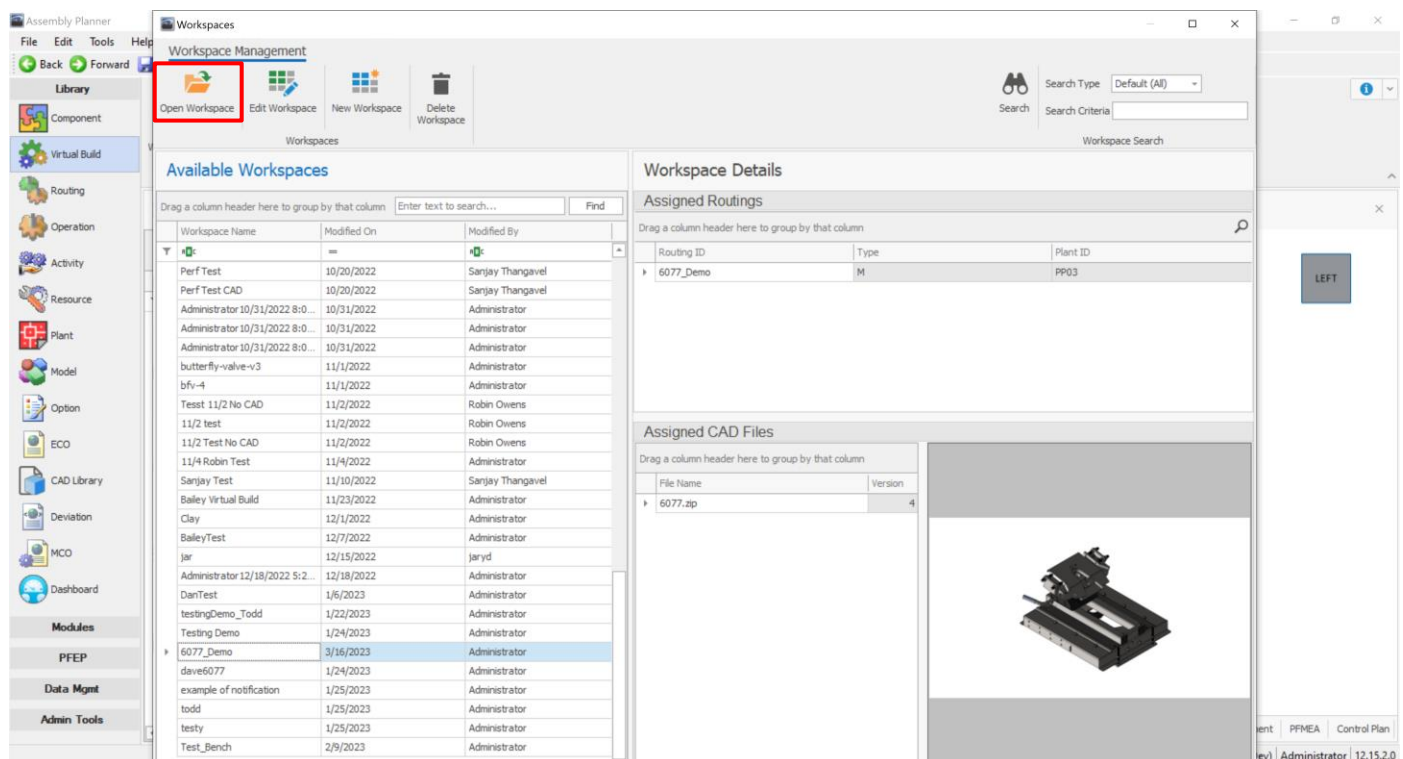 Assembly Planner
File Edit Tools Help
Back Forward
Library
Component
Virtual Build
Routing
Operation
Activity
Resource
Plant
Model
Option
ECO
CAD Library
Deviation
MCO
Dashboard
Modules
PFEP
Data Mgmt
Admin Tools
Workspaces
Workspace Management
Open Workspace
Edit Workspace
New Workspace
Delete
Workspace
Workspaces
Search
Search Type Default (All)
Search Criteria
Workspace Search
Available Workspaces
Drag a column header here to group by that column Enter text to search... Find
Workspace Name Modified On Modified By
Perf Test 10/20/2022 Sanjay Thangavel
Perf Test CAD 10/20/2022 Sanjay Thangavel
Administrator 10/31/2022 8:0... 10/31/2022 Administrator
Administrator 10/31/2022 8:0... 10/31/2022 Administrator
Administrator 10/31/2022 8:0... 10/31/2022 Administrator
butterfly-valve-v3 11/1/2022 Administrator
bfv-4 11/1/2022 Administrator
Tesst 11/2 No CAD 11/2/2022 Robin Owens
11/2 test 11/2/2022 Robin Owens
11/2 Test No CAD 11/2/2022 Robin Owens
11/4 Robin Test 11/4/2022 Administrator
Sanjay Test 11/10/2022 Sanjay Thangavel
Bailey Virtual Build 11/23/2022 Administrator
Clay 12/1/2022 Administrator
BaileyTest 12/7/2022 Administrator
jar 12/15/2022 jaryd
Administrator 12/18/2022 5:2... 12/18/2022 Administrator
DanTest 1/6/2023 Administrator
testingDemo_Todd 1/22/2023 Administrator
Testing Demo 1/24/2023 Administrator
6077_Demo 3/16/2023 Administrator
dave6077 1/24/2023 Administrator
example of notification 1/25/2023 Administrator
todd 1/25/2023 Administrator
testy 1/25/2023 Administrator
Test_Bench 2/9/2023 Administrator
Workspace Details
Assigned Routings
Drag a column header here to group by that column
Routing ID Type Plant ID
6077_Demo M PP03
Assigned CAD Files
Drag a column header here to group by that column
File Name Version
6077.zip 4
LEFT
PFMEA Control Plan
Administrator 12.15.2.0